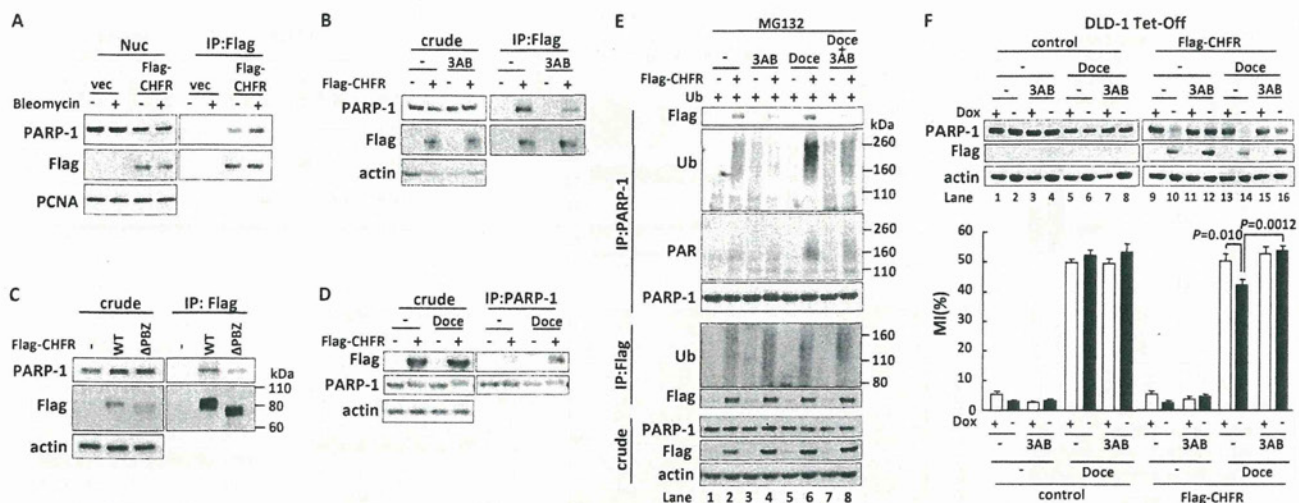 A
Nuc IP:Flag
vec Flag-CHFR vec Flag-CHFR
Bleomycin - + - + - + - +
PARP-1
Flag
PCNA
B
crude IP:Flag
- 3AB - 3AB
Flag-CHFR - + - + - + - +
PARP-1
Flag
actin
C
crude IP: Flag
Flag-CHFR - WT ΔPBZ - WT ΔPBZ
kDa
PARP-1
110
Flag 80
60
actin
D
crude IP:PARP-1
- Doce - Doce
Flag-CHFR - + - + - + - +
Flag
PARP-1
actin
E
MG132
- 3AB Doce Doce + 3AB
Flag-CHFR - + - + - + - +
Ub + + + + + + + +
IP:PARP-1
Flag
kDa
Ub
260
160
110
PAR
260
160
110
PARP-1
IP:Flag
Ub
160
110
80
Flag
crude
PARP-1
Flag
actin
Lane 1 2 3 4 5 6 7 8
F
DLD-1 Tet-Off
control Flag-CHFR
- Doce - Doce
3AB 3AB 3AB 3AB
Dox + - + - + - + - + - + - + - + -
PARP-1
Flag
actin
Lane 1 2 3 4 5 6 7 8 9 10 11 12 13 14 15 16
P=0.0012
P=0.010
MI(%)
60
50
40
30
20
10
0
Dox + - + - + - + - + - + - + - + -
- 3AB - 3AB - 3AB - 3AB
- Doce - Doce
control Flag-CHFR